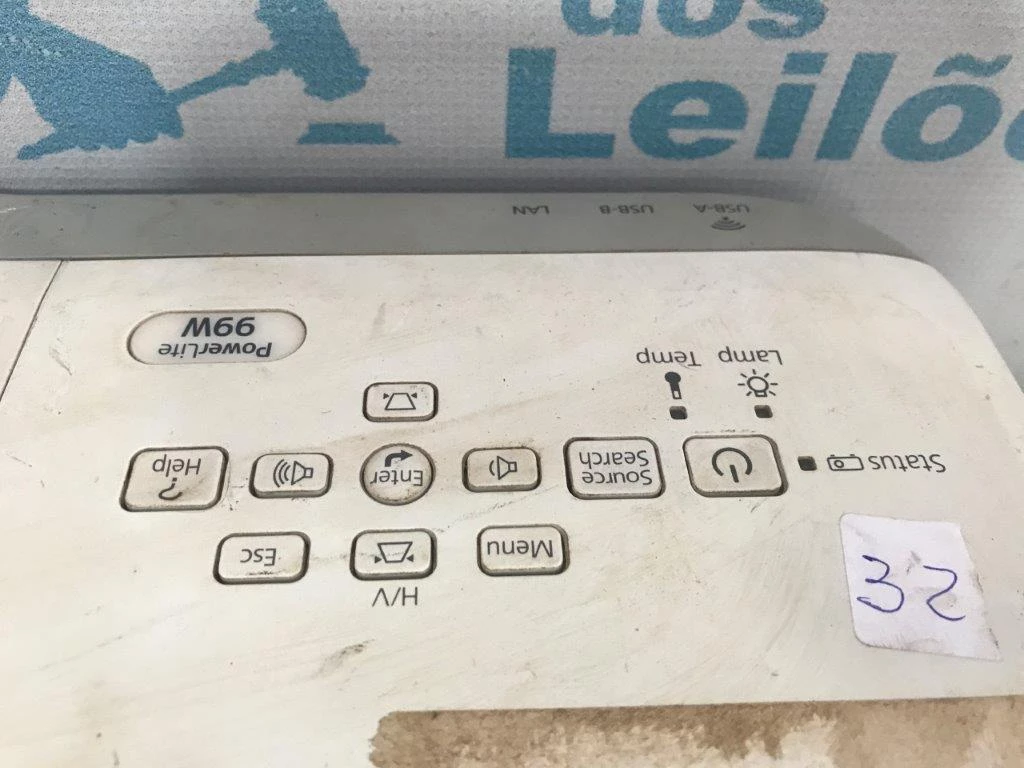 dos
Leilõ
USB-A USB-B LAN
PowerLite
99W
Lamp Temp
Status
Source
Search
Enter
?
Help
Menu
Esc
H/V
32